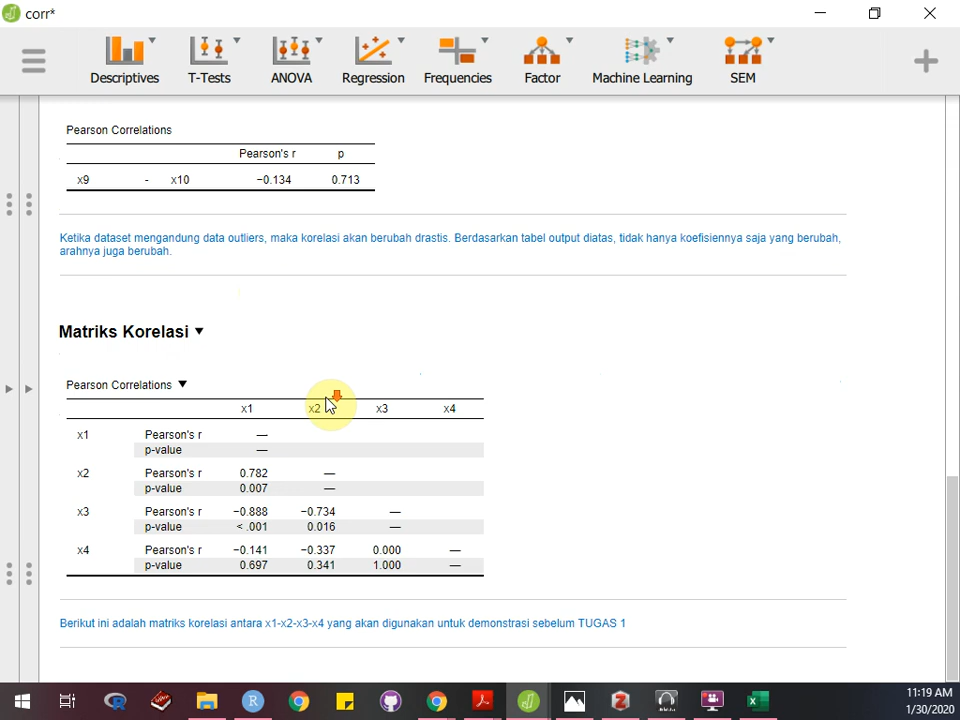 corr*
Descriptives T-Tests ANOVA Regression Frequencies Factor Machine Learning SEM
Pearson Correlations
Pearson's r p
x9 - x10 −0.134 0.713
Ketika dataset mengandung data outliers, maka korelasi akan berubah drastis. Berdasarkan tabel output diatas, tidak hanya koefisiennya saja yang berubah,
arahnya juga berubah.
Matriks Korelasi
Pearson Correlations
x1 x2 x3 x4
x1 Pearson's r —
p-value —
x2 Pearson's r 0.782 —
p-value 0.007 —
x3 Pearson's r −0.888 −0.734 —
p-value < .001 0.016 —
x4 Pearson's r −0.141 −0.337 0.000 —
p-value 0.697 0.341 1.000 —
Berikut ini adalah matriks korelasi antara x1-x2-x3-x4 yang akan digunakan untuk demonstrasi sebelum TUGAS 1
11:19 AM
1/30/2020